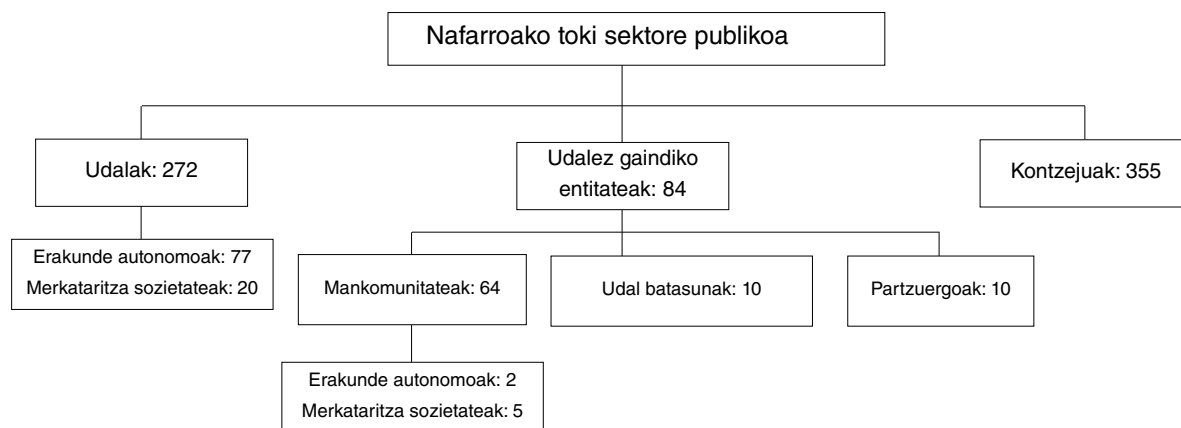 Nafarroako toki sektore publikoa
Udalak: 272
Udalez gaindiko
entitateak: 84
Kontzejuak: 355
Erakunde autonomoak: 77
Merkataritza sozietateak: 20
Mankomunitateak: 64
Udal batasunak: 10
Partzuergoak: 10
Erakunde autonomoak: 2
Merkataritza sozietateak: 5